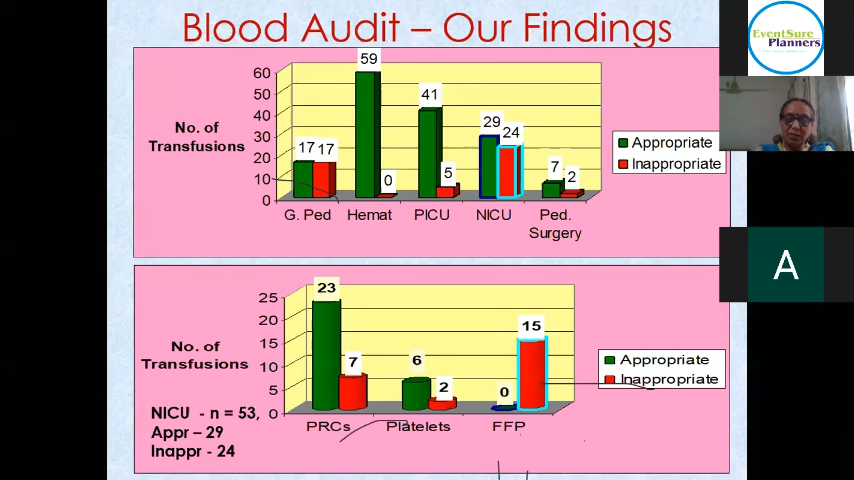 Blood Audit – Our Findings
EventSure
Planners
No. of
Transfusions
60
50
40
30
20
10
0
17 17
59
0
41
5
29
24
7
2
G. Ped Hemat PICU NICU Ped.
Surgery
Appropriate
Inappropriate
A
No. of
Transfusions
25
20
15
10
5
0
23
7
6
2
0
15
PRCs Platelets FFP
Appropriate
Inappropriate
NICU - n = 53,
Appr – 29
Inappr - 24